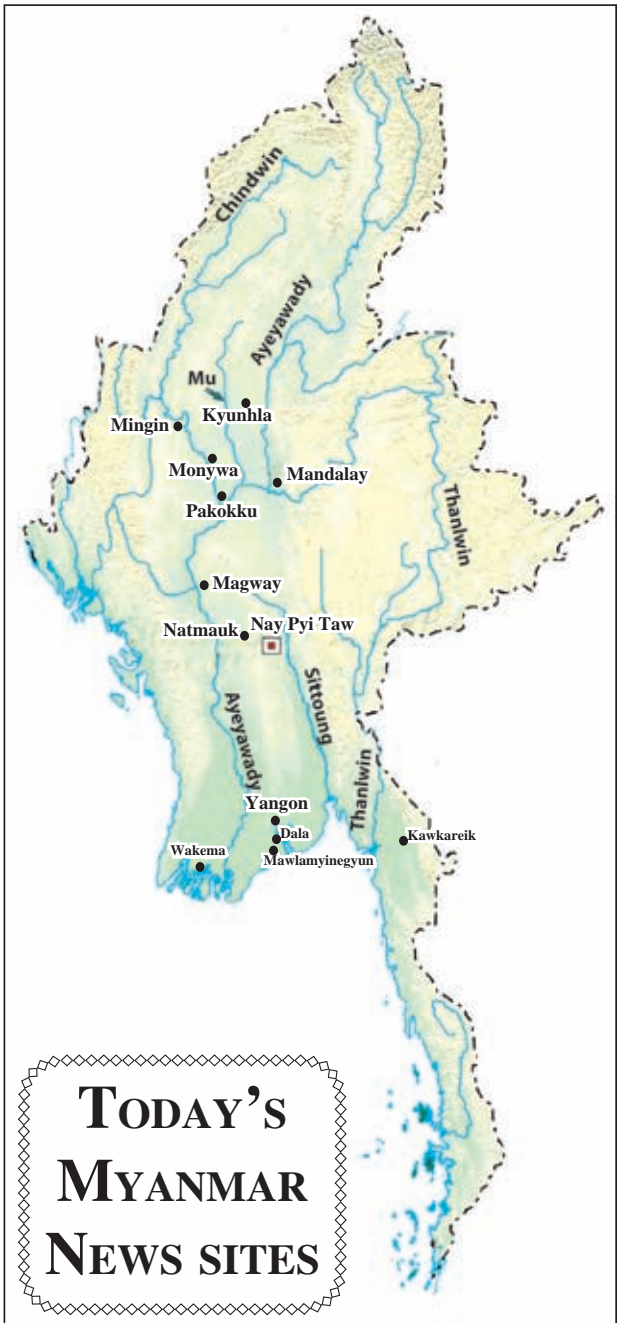 Chindwin
Ayeyawady
Mu
Kyunhla
Mingin
Monywa
Mandalay
Pakokku
Thanlwin
Magway
Natmauk
Nay Pyi Taw
Sittoung
Ayeyawady
Thanlwin
Yangon
Dala
Kawkareik
Wakema
Mawlamyinegyun
TODAY'S
MYANMAR
NEWS SITES